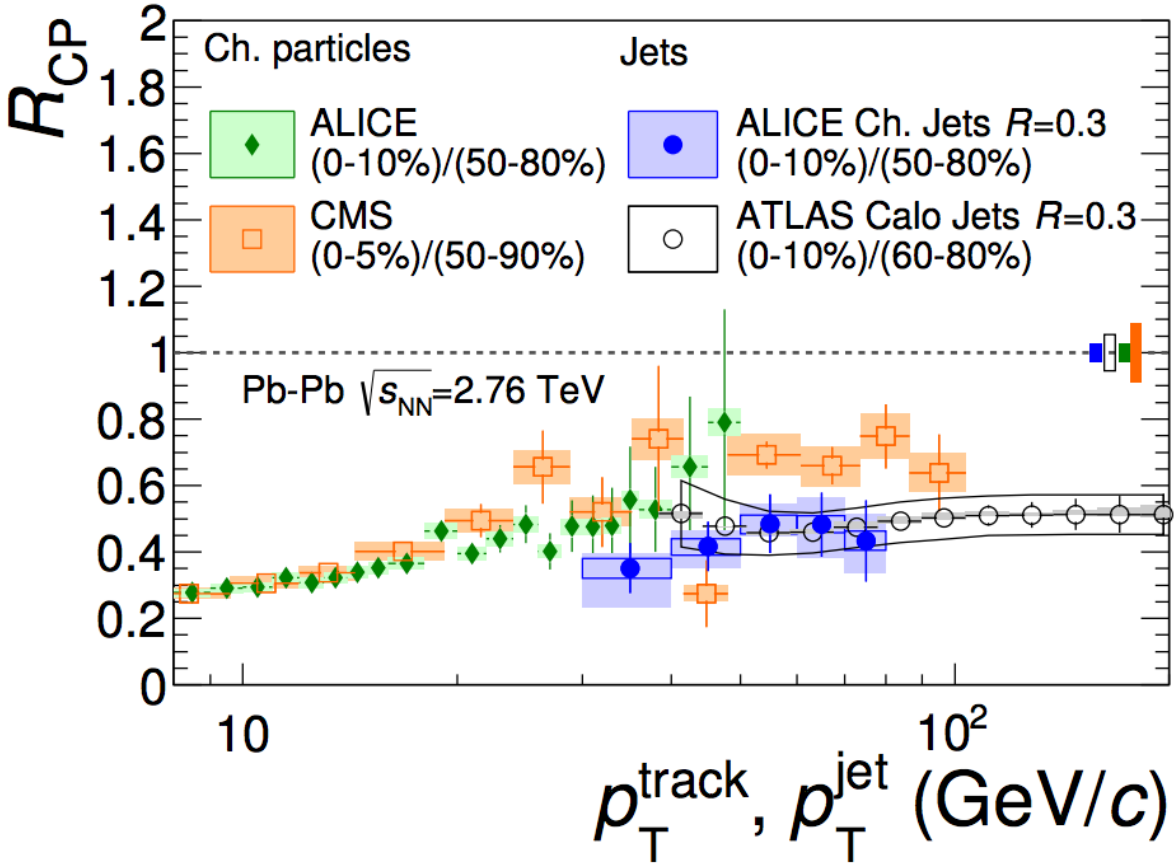 R_CP
2
1.8
1.6
1.4
1.2
1
0.8
0.6
0.4
0.2
0
Ch. particles
ALICE
(0-10%)/(50-80%)
CMS
(0-5%)/(50-90%)
Jets
ALICE Ch. Jets R=0.3
(0-10%)/(50-80%)
ATLAS Calo Jets R=0.3
(0-10%)/(60-80%)
Pb-Pb √s_NN=2.76 TeV
10
10²
p_T^track, p_T^jet (GeV/c)